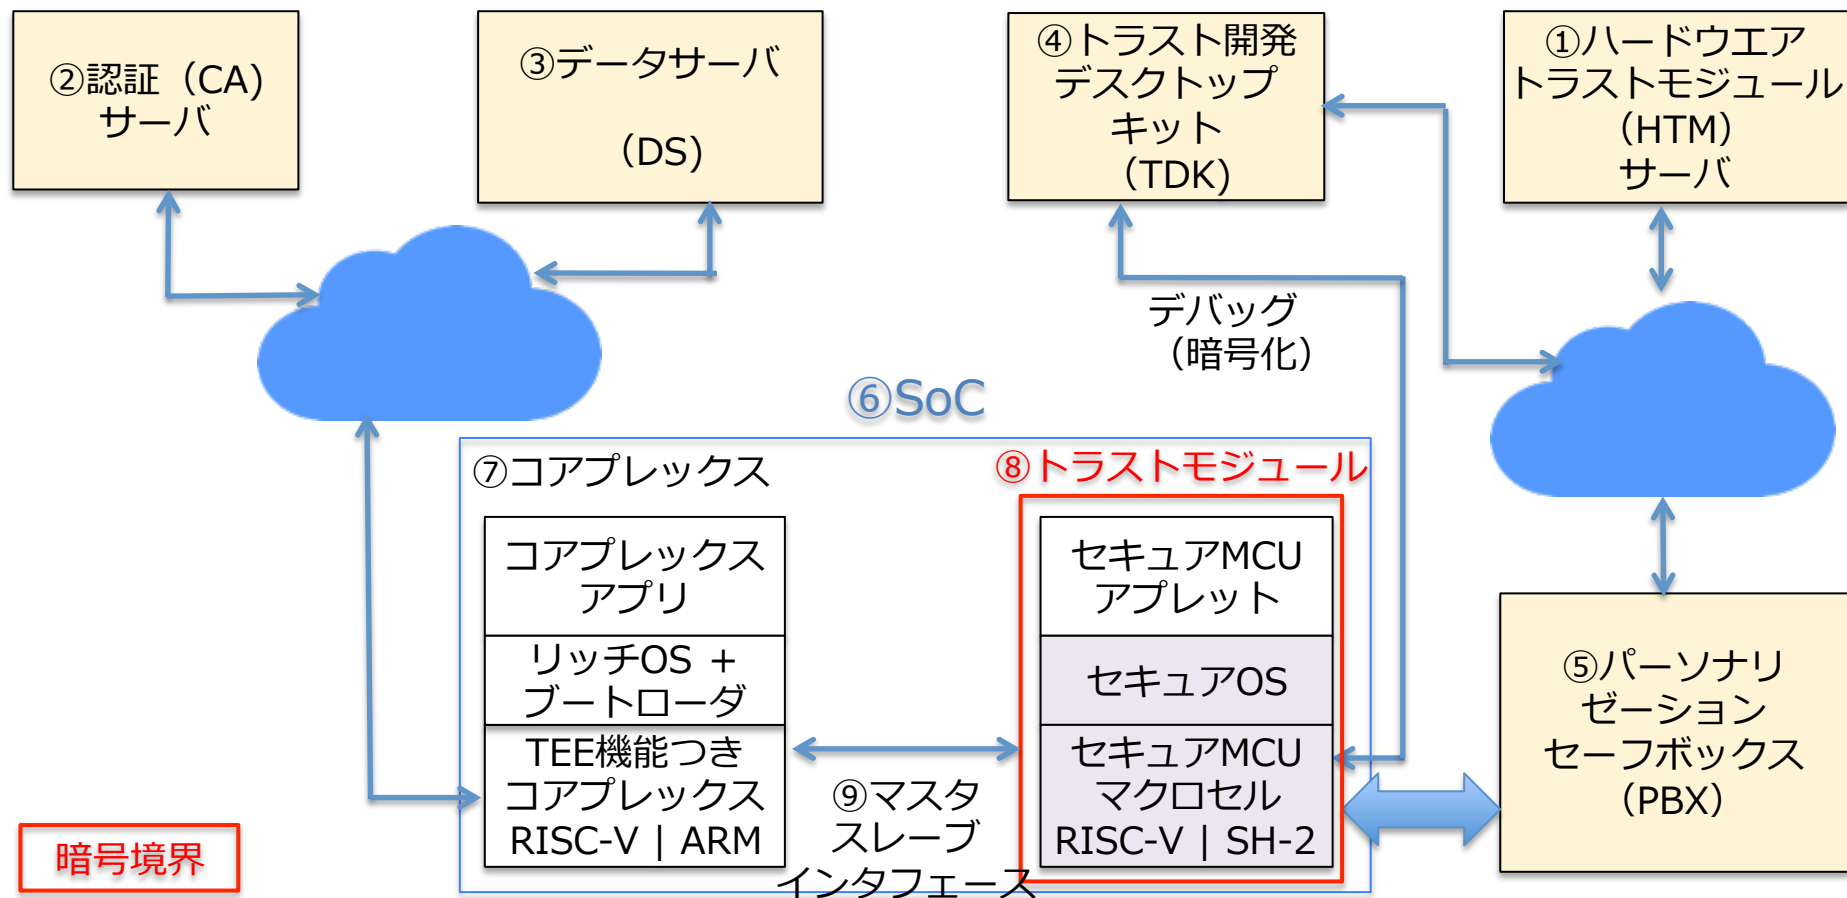 ②認証（CA)
サーバ
③データサーバ
（DS）
④トラスト開発
デスクトップ
キット
（TDK)
①ハードウエア
トラストモジュール
（HTM）
サーバ
デバッグ
（暗号化）
⑥SoC
⑦コアプレックス
⑧トラストモジュール
コアプレックス
アプリ
リッチOS +
ブートローダ
TEE機能つき
コアプレックス
RISC-V | ARM
⑨マスタ
スレーブ
インタフェース
セキュアMCU
アプレット
セキュアOS
セキュアMCU
マクロセル
RISC-V | SH-2
⑤パーソナリ
ゼーション
セーフボックス
（PBX）
暗号境界